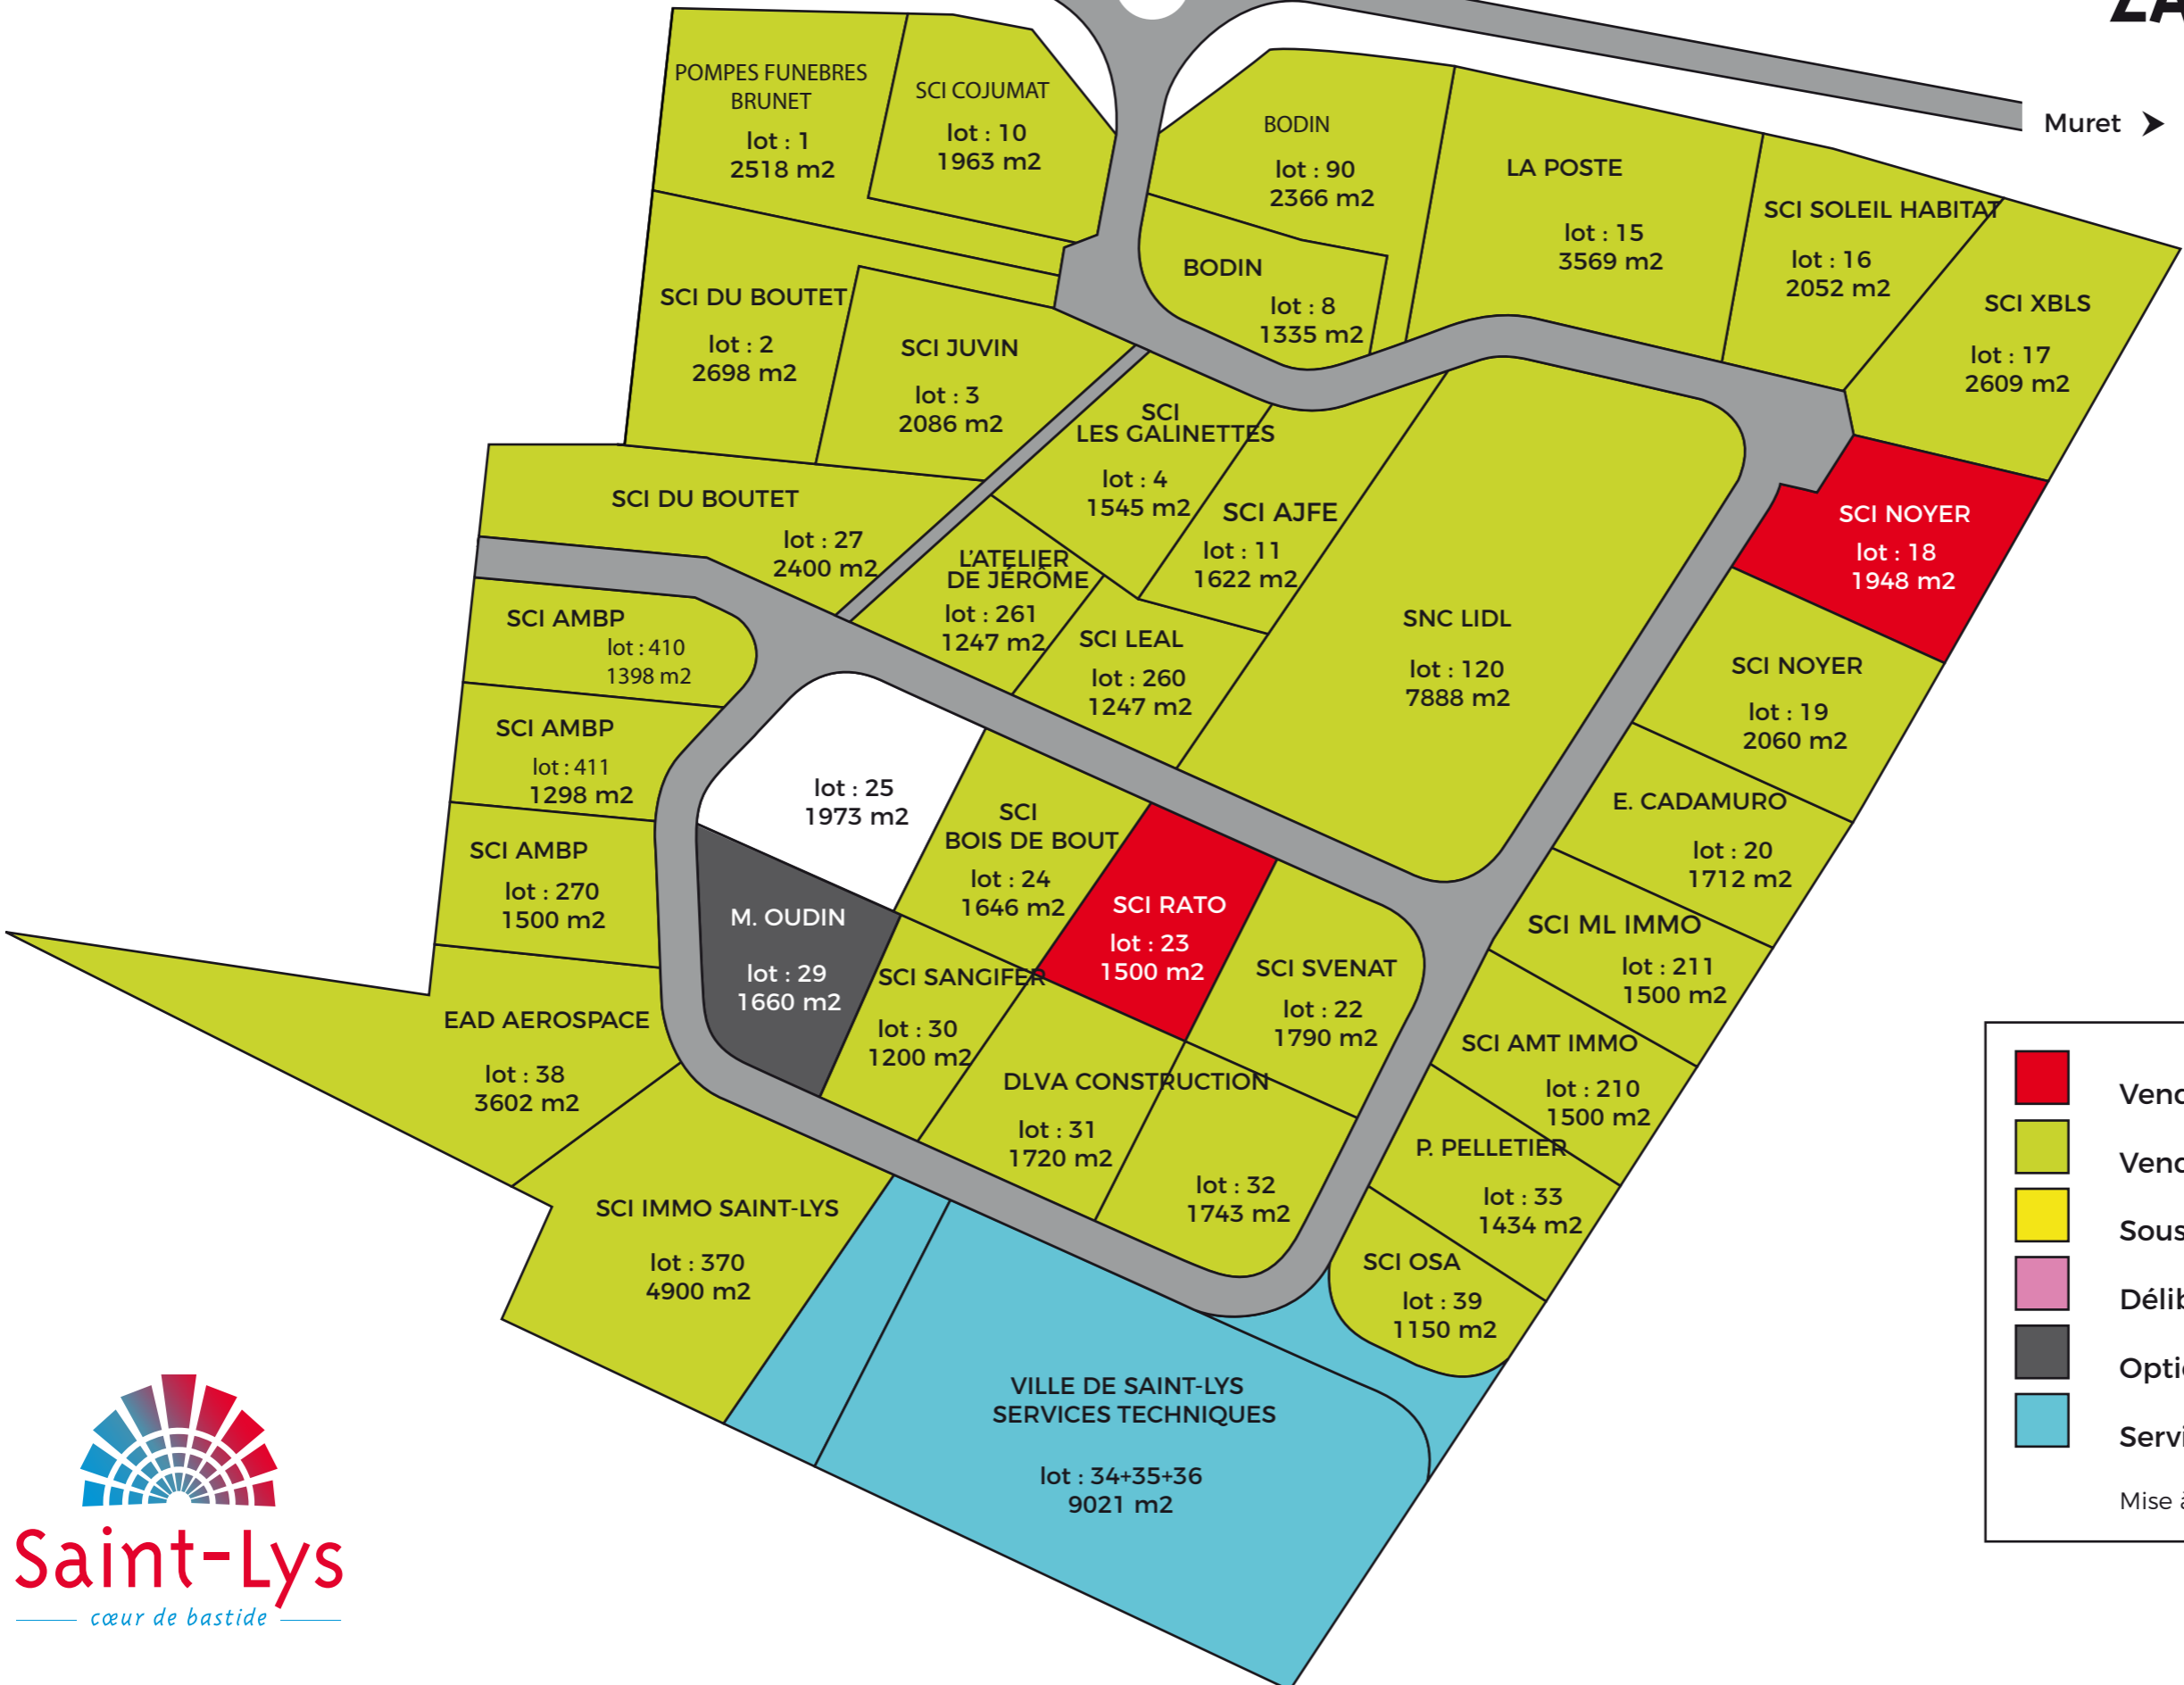 Muret
POMPES FUNEBRES
BRUNET
lot : 1
2518 m2
SCI COJUMAT
lot : 10
1963 m2
BODIN
lot : 90
2366 m2
LA POSTE
lot : 15
3569 m2
SCI SOLEIL HABITAT
lot : 16
2052 m2
SCI XBLS
lot : 17
2609 m2
BODIN
lot : 8
1335 m2
SCI DU BOUTET
lot : 2
2698 m2
SCI JUVIN
lot : 3
2086 m2
SCI
LES GALINETTES
lot : 4
1545 m2
SCI AJFE
lot : 11
1622 m2
SCI DU BOUTET
lot : 27
2400 m2
L'ATELIER
DE JÉRÔME
lot : 261
1247 m2
SCI LEAL
lot : 260
1247 m2
SNC LIDL
lot : 120
7888 m2
SCI NOYER
lot : 18
1948 m2
SCI NOYER
lot : 19
2060 m2
SCI AMBP
lot : 410
1398 m2
SCI AMBP
lot : 411
1298 m2
SCI AMBP
lot : 270
1500 m2
lot : 25
1973 m2
SCI
BOIS DE BOUT
lot : 24
1646 m2
E. CADAMURO
lot : 20
1712 m2
M. OUDIN
lot : 29
1660 m2
SCI SANGIFER
lot : 30
1200 m2
SCI RATO
lot : 23
1500 m2
SCI SVENAT
lot : 22
1790 m2
SCI ML IMMO
lot : 211
1500 m2
EAD AEROSPACE
lot : 38
3602 m2
DLVA CONSTRUCTION
lot : 31
1720 m2
lot : 32
1743 m2
SCI AMT IMMO
lot : 210
1500 m2
P. PELLETIER
lot : 33
1434 m2
SCI IMMO SAINT-LYS
lot : 370
4900 m2
SCI OSA
lot : 39
1150 m2
VILLE DE SAINT-LYS
SERVICES TECHNIQUES
lot : 34+35+36
9021 m2
Mise
Saint-Lys
cœur de bastide